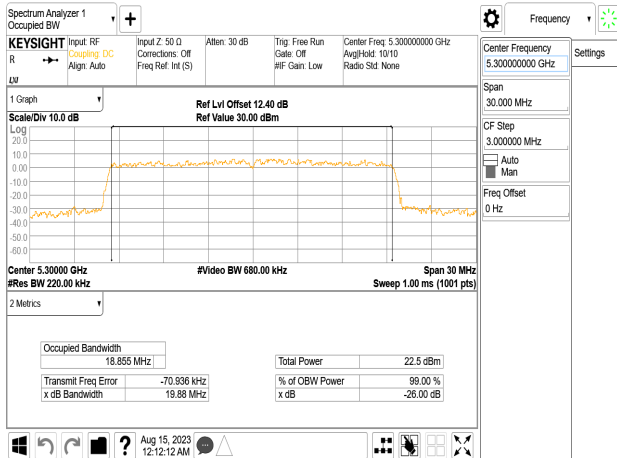 Spectrum Analyzer 1
Occupied BW
Frequency
KEYSIGHT
R
LXI
Input: RF
Coupling: DC
Align: Auto
Input Z: 50 Ω
Corrections: Off
Freq Ref: Int (S)
Atten: 30 dB
Trig: Free Run
Gate: Off
#IF Gain: Low
Center Freq: 5.300000000 GHz
Avg|Hold: 10/10
Radio Std: None
Center Frequency
5.300000000 GHz
Settings
Span
30.000 MHz
CF Step
3.000000 MHz
Auto
Man
Freq Offset
0 Hz
1 Graph
Scale/Div 10.0 dB
Ref Lvl Offset 12.40 dB
Ref Value 30.00 dBm
Log
20.0
10.0
0.00
-10.0
-20.0
-30.0
-40.0
-50.0
-60.0
Center 5.30000 GHz
#Video BW 680.00 kHz
Span 30 MHz
#Res BW 220.00 kHz
Sweep 1.00 ms (1001 pts)
2 Metrics
Occupied Bandwidth
18.855 MHz
Total Power 22.5 dBm
Transmit Freq Error -70.936 kHz
% of OBW Power 99.00 %
x dB Bandwidth 19.88 MHz
x dB -26.00 dB
?
Aug 15, 2023
12:12:12 AM